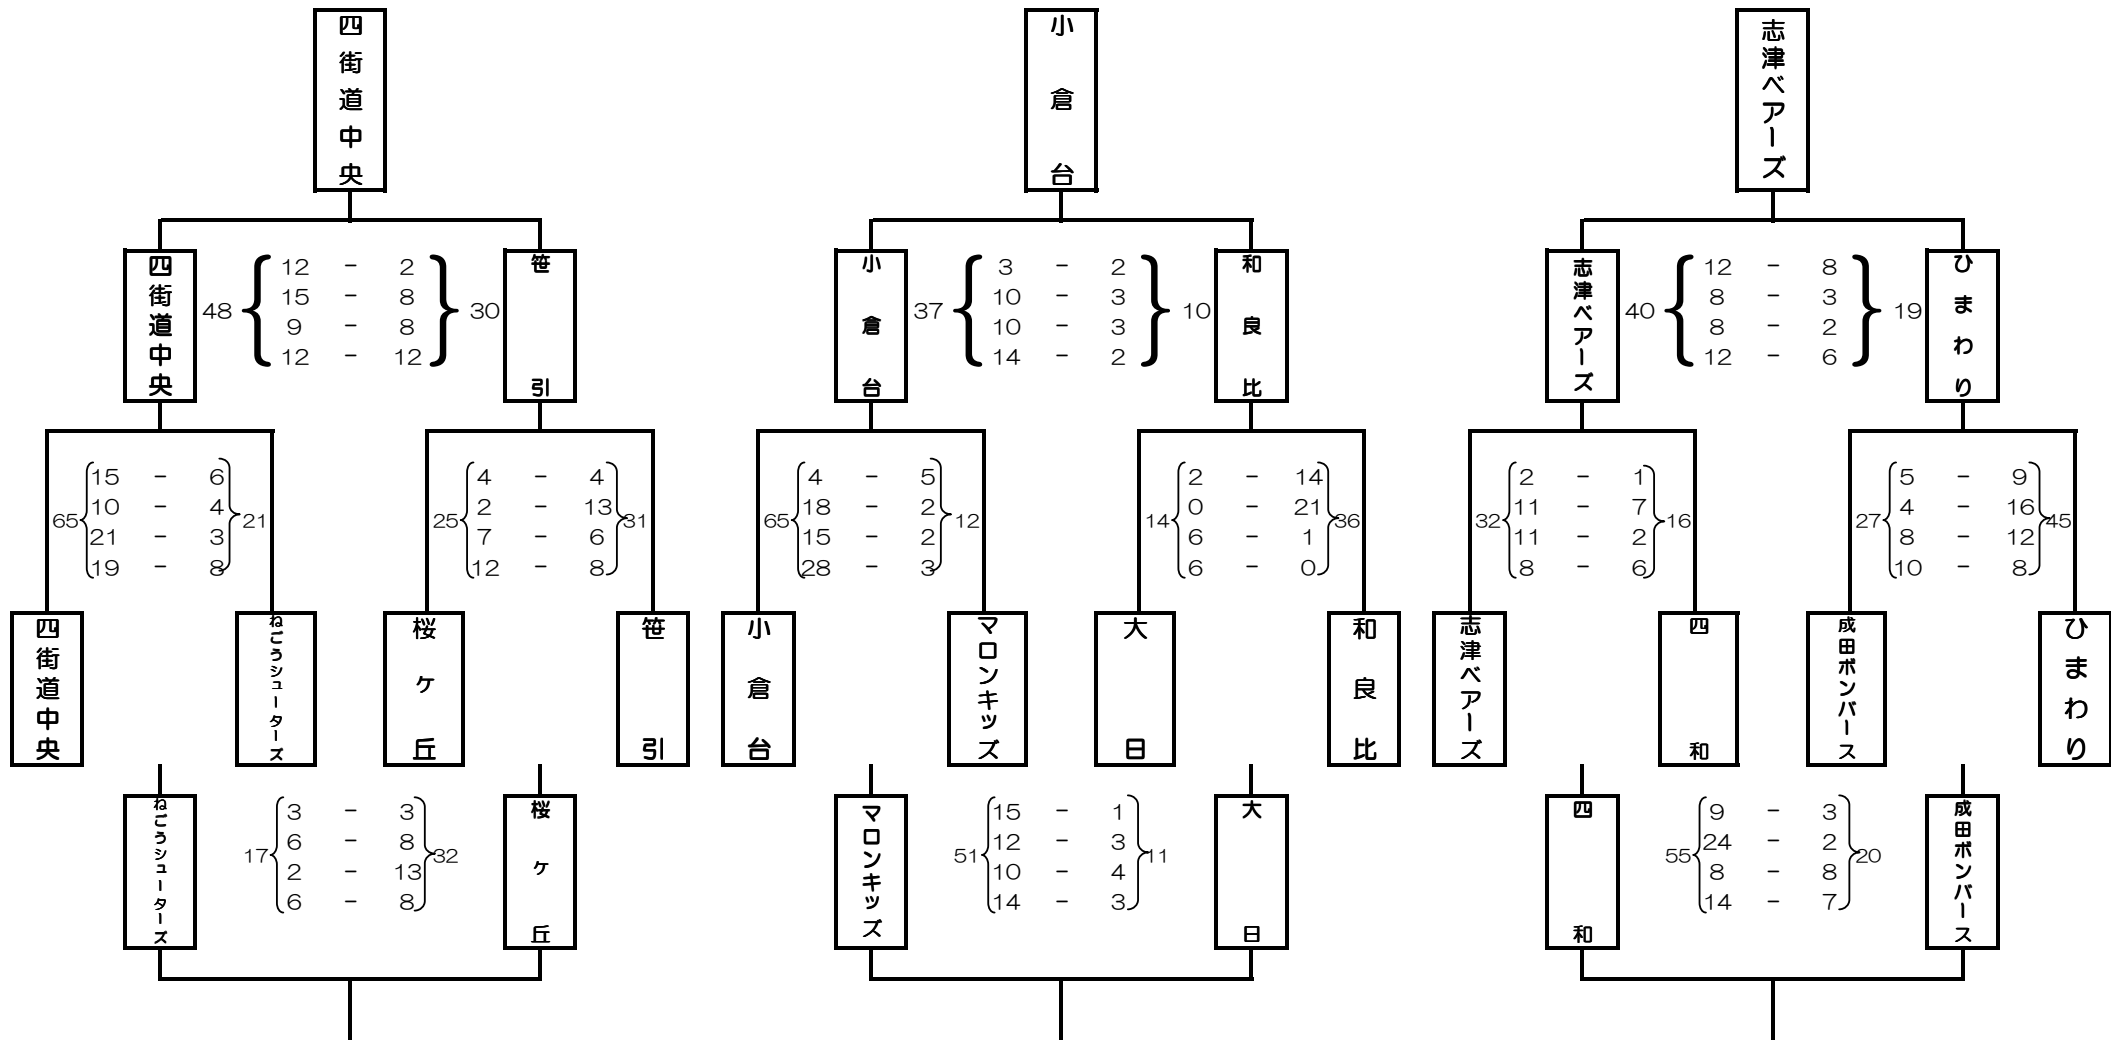 四街道中央
小倉台
志津ベアーズ
四街道中央
48 { 12 - 2 } 30
15 - 8
9 - 8
12 - 12
笹引
小倉台
37 { 3 - 2 } 10
10 - 3
10 - 3
14 - 2
和良比
志津ベアーズ
40 { 12 - 8 } 19
8 - 3
8 - 2
12 - 6
ひまわり
65 { 15 - 6 } 21
10 - 4
21 - 3
19 - 8
25 { 4 - 4 } 31
2 - 13
7 - 6
12 - 8
65 { 4 - 5 } 12
18 - 2
15 - 2
28 - 3
14 { 2 - 14 } 36
0 - 21
6 - 1
6 - 0
32 { 2 - 1 } 16
11 - 7
11 - 2
8 - 6
27 { 5 - 9 } 45
4 - 16
8 - 12
10 - 8
四街道中央
ねごうシューターズ
桜ケ丘
笹引
小倉台
マロンキッズ
大日
和良比
志津ベアーズ
四和
成田ボンバース
ひまわり
ねごうシューターズ
17 { 3 - 3 } 32
6 - 8
2 - 13
6 - 8
桜ケ丘
マロンキッズ
51 { 15 - 1 } 11
12 - 3
10 - 4
14 - 3
大日
四和
55 { 9 - 3 } 20
24 - 2
8 - 8
14 - 7
成田ボンバース